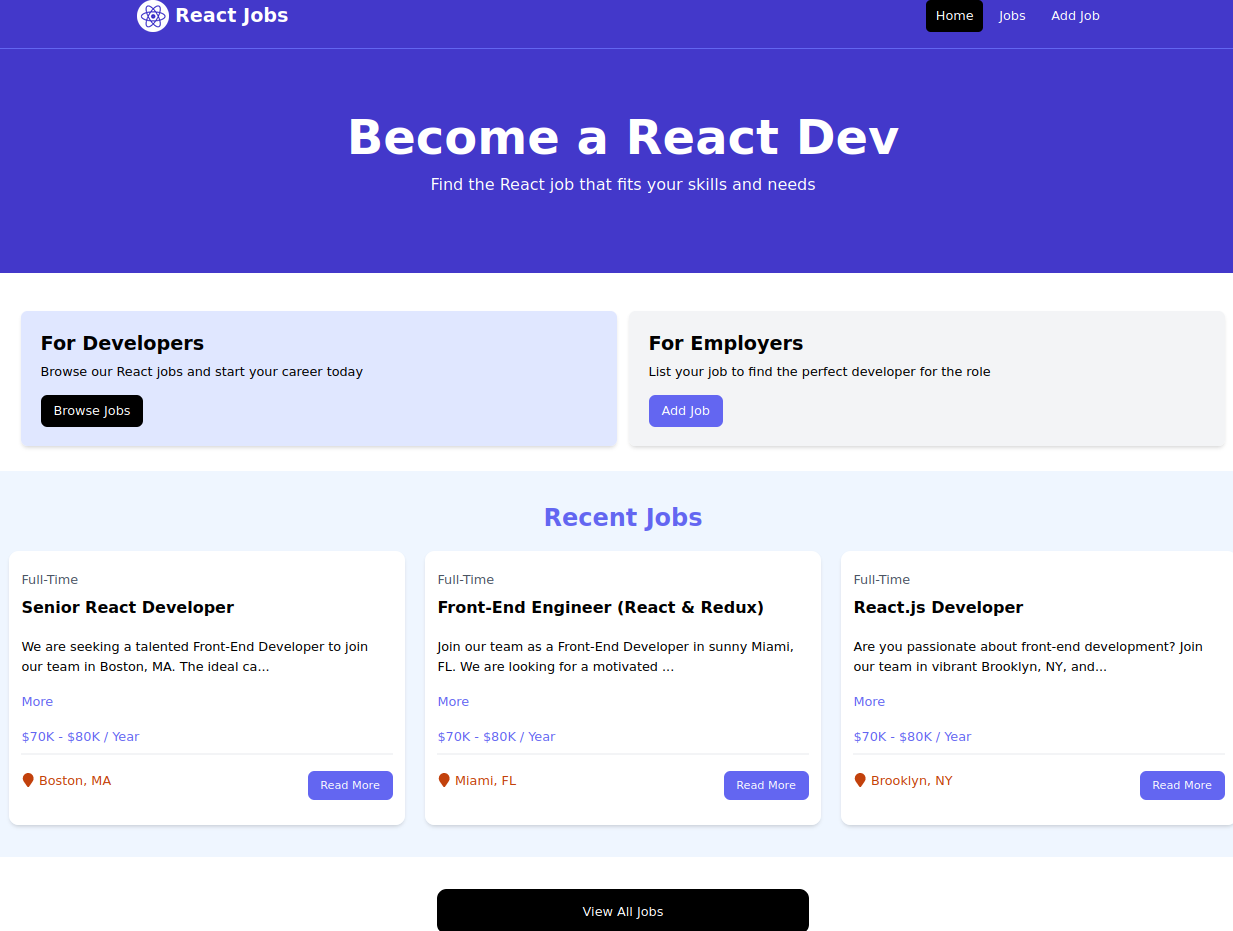 React Jobs
Home Jobs Add Job
Become a React Dev
Find the React job that fits your skills and needs
For Developers
Browse our React jobs and start your career today
Browse Jobs
For Employers
List your job to find the perfect developer for the role
Add Job
Recent Jobs
Full-Time
Senior React Developer
We are seeking a talented Front-End Developer to join
our team in Boston, MA. The ideal ca...
More
$70K - $80K / Year
Boston, MA
Read More
Full-Time
Front-End Engineer (React & Redux)
Join our team as a Front-End Developer in sunny Miami,
FL. We are looking for a motivated ...
More
$70K - $80K / Year
Miami, FL
Read More
Full-Time
React.js Developer
Are you passionate about front-end development? Join
our team in vibrant Brooklyn, NY, and...
More
$70K - $80K / Year
Brooklyn, NY
Read More
View All Jobs